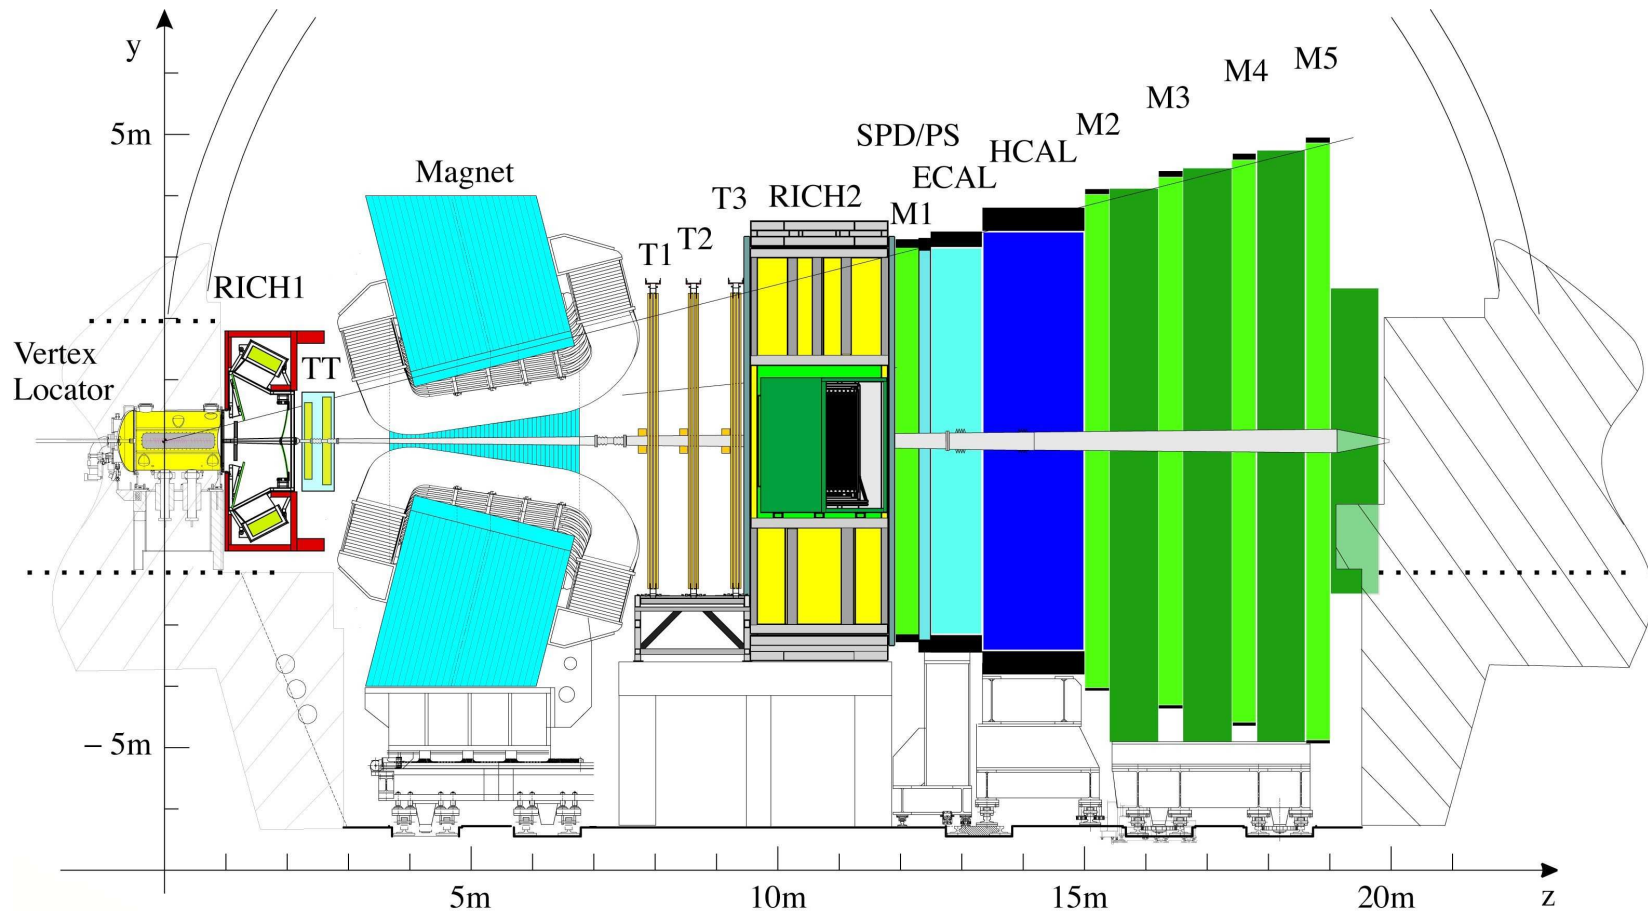 y
5m
Vertex
Locator
RICH1
TT
Magnet
T1
T2
T3
RICH2
M1
SPD/PS
ECAL
HCAL
M2
M3
M4
M5
− 5m
5m
10m
15m
20m
z